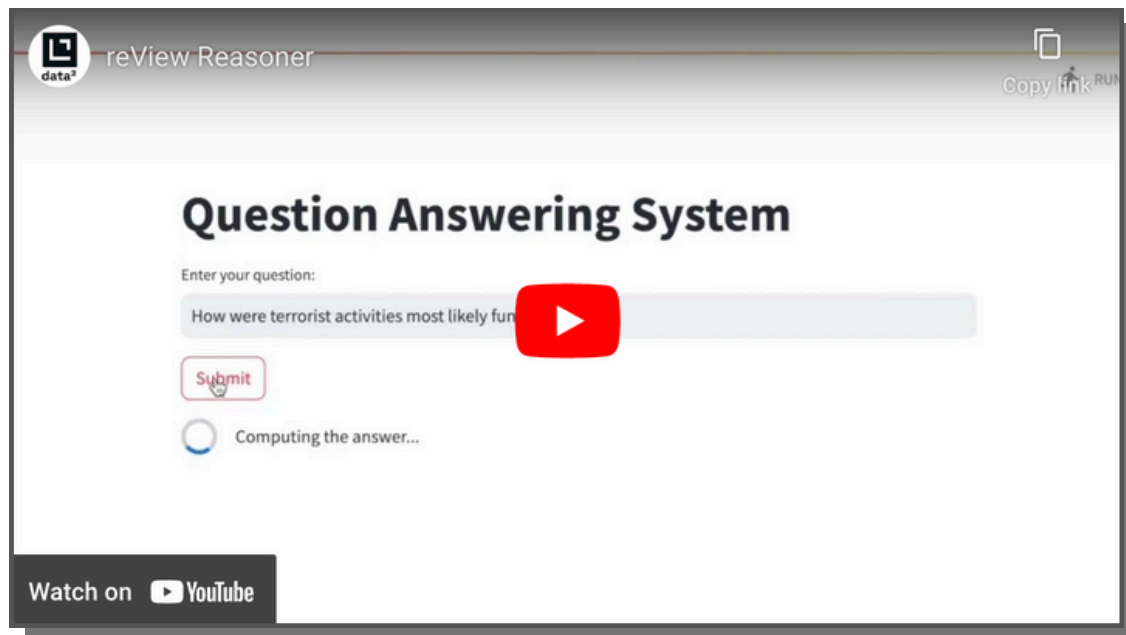 data²
reView Reasoner
Copy link
RUN
Question Answering System
Enter your question:
How were terrorist activities most likely
Submit
Computing the answer...
Watch on YouTube